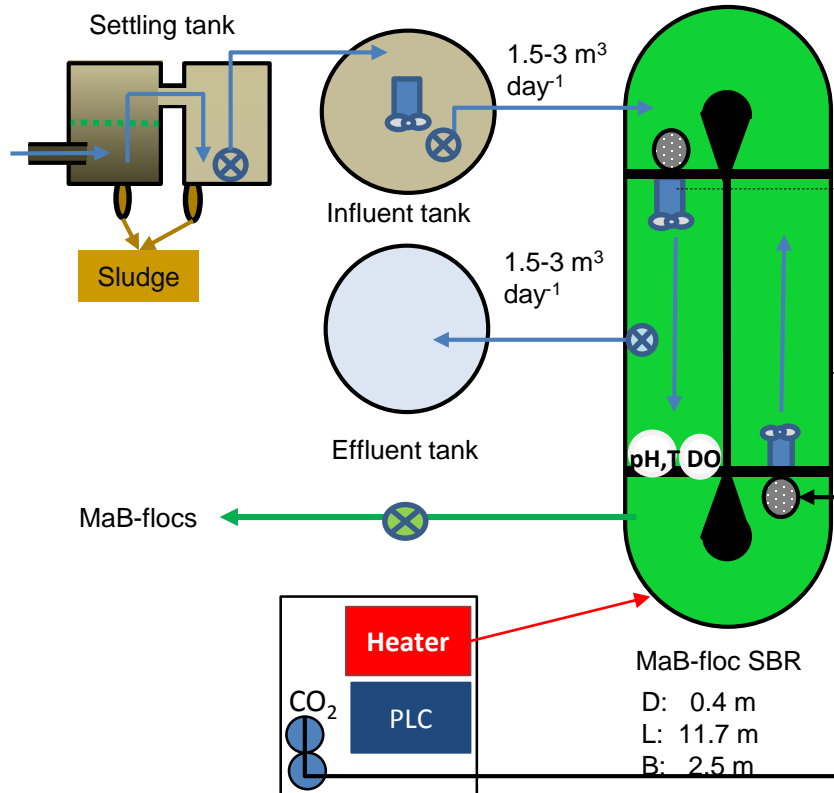 Settling tank
1.5-3 m³
day⁻¹
Influent tank
Sludge
1.5-3 m³
day⁻¹
Effluent tank
pH,T DO
MaB-flocs
Heater
MaB-floc SBR
CO₂
PLC
D: 0.4 m
L: 11.7 m
B: 2.5 m